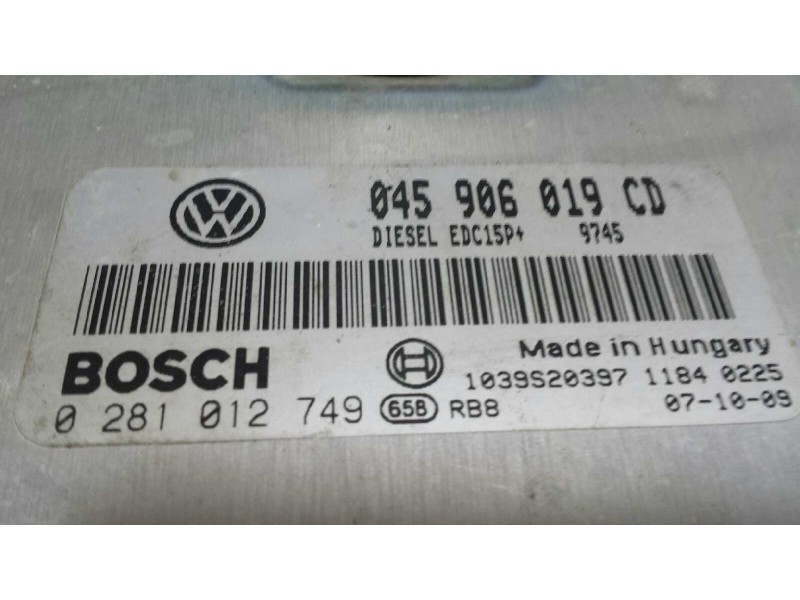 045 906 019 CD
DIESEL EDC15P+ 9745
BOSCH
Made in Hungary
1039S20397 1184 0225
0 281 012 749 65B RB8 07-10-09